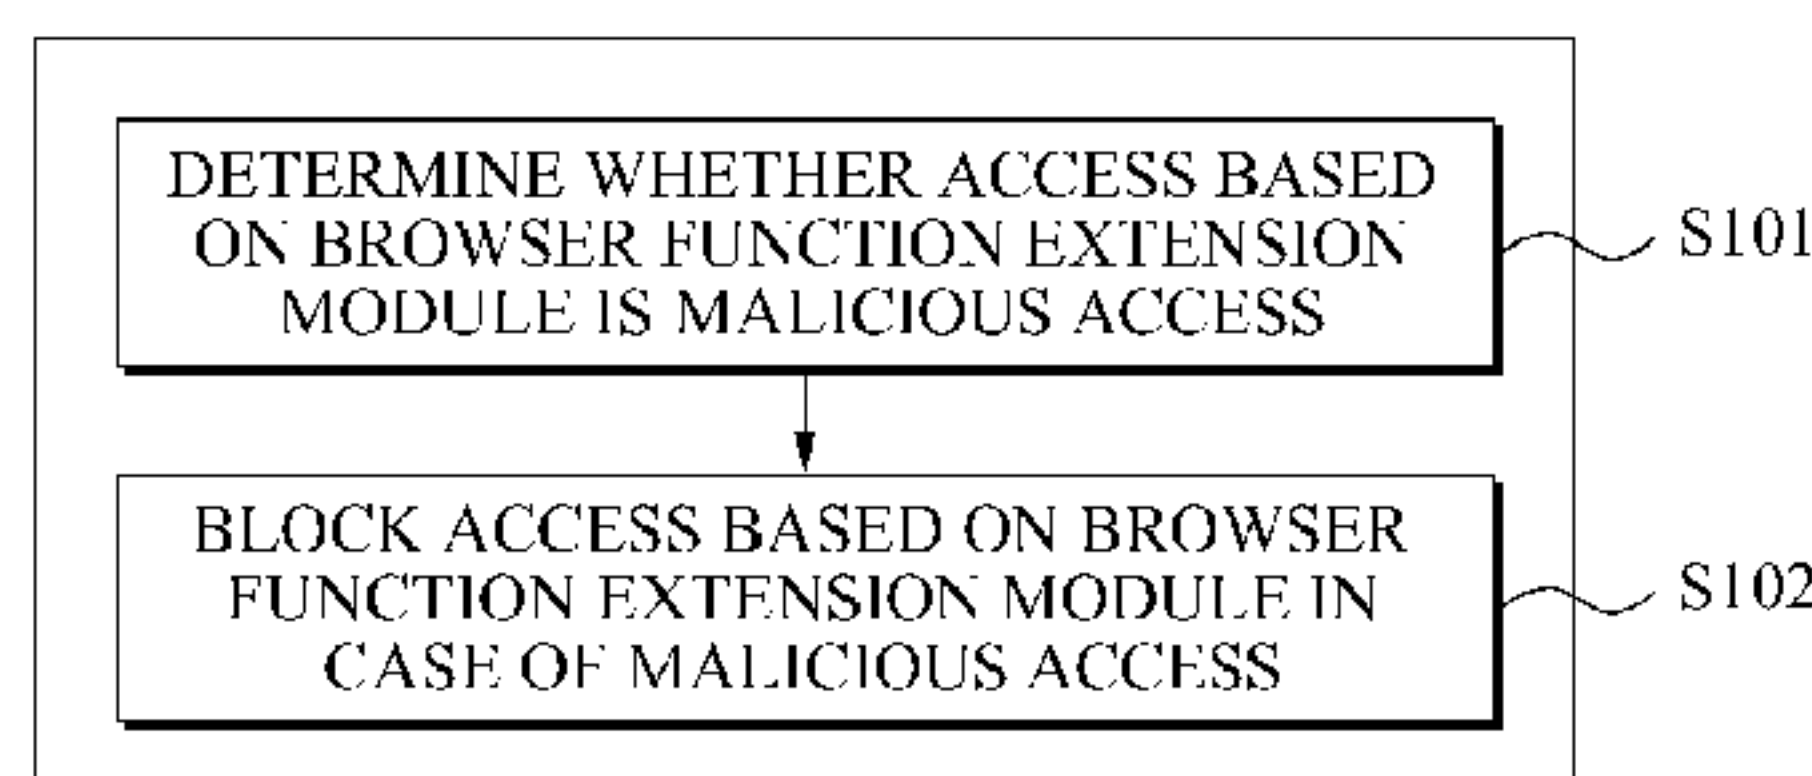 DETERMINE WHETHER ACCESS BASED
ON BROWSER FUNCTION EXTENSION
MODULE IS MALICIOUS ACCESS
S101
BLOCK ACCESS BASED ON BROWSER
FUNCTION EXTENSION MODULE IN
CASE OF MALICIOUS ACCESS
S102